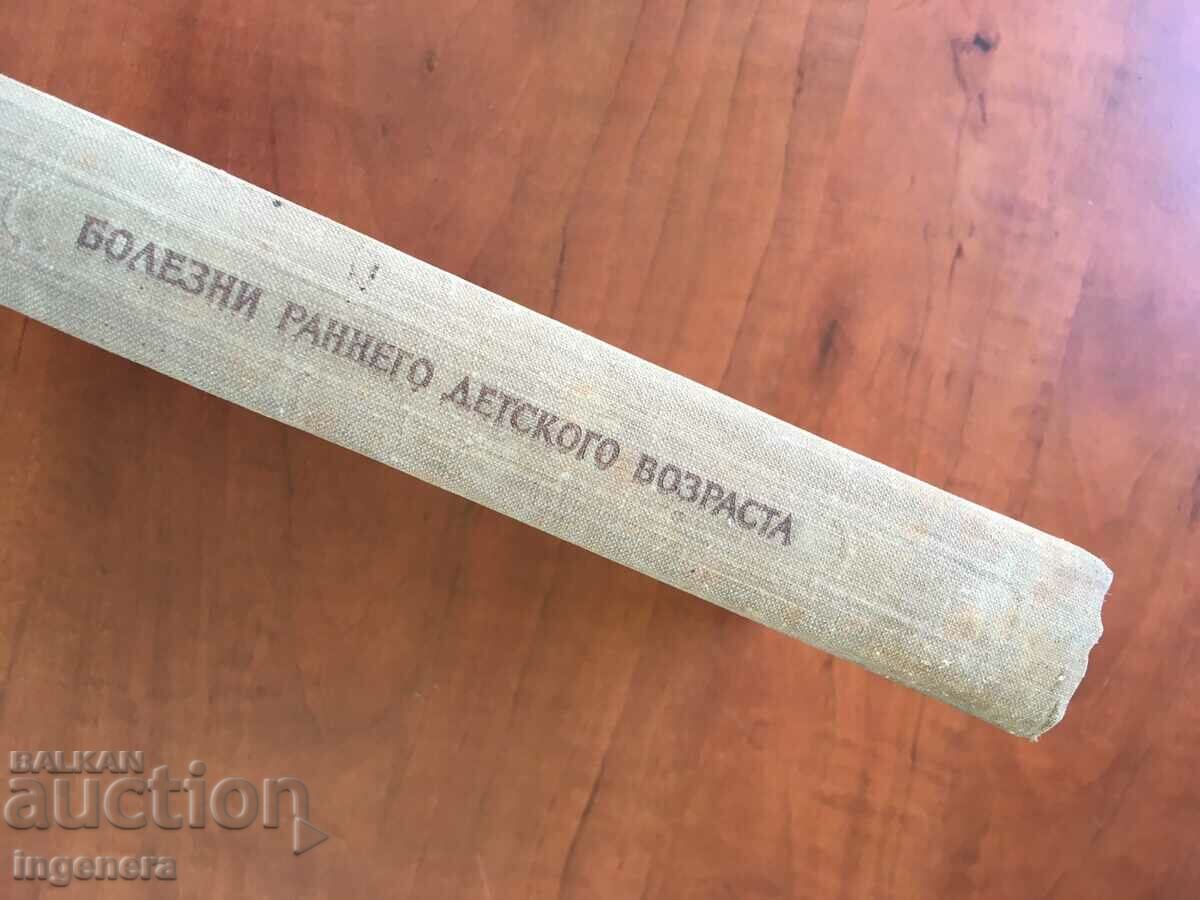 БОЛЕЗНИ РАННЕГО ДЕТСКОГО ВОЗРАСТА
BALKAN
auction
ingenera